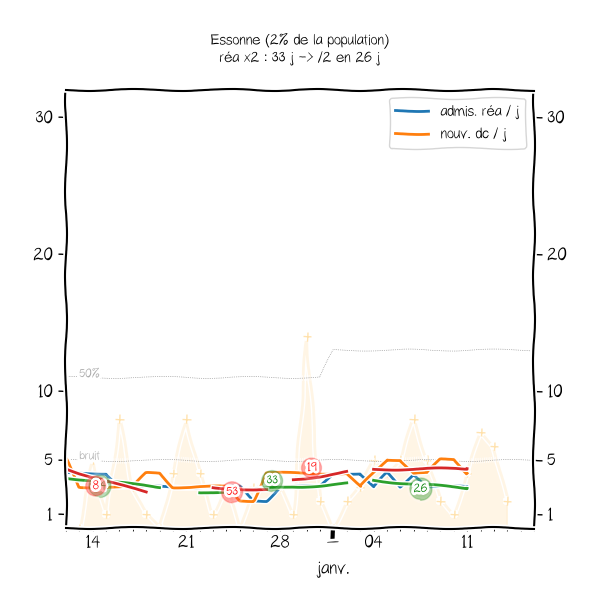 Essonne (2% de la population)
réa x2 : 33 j -> /2 en 26 j
admis. réa / j
nouv. dc / j
30 30
20 20
50%
10 10
bruit
5 5
8 53 33 19 26
1 1
14 21 28 04 11
janv.